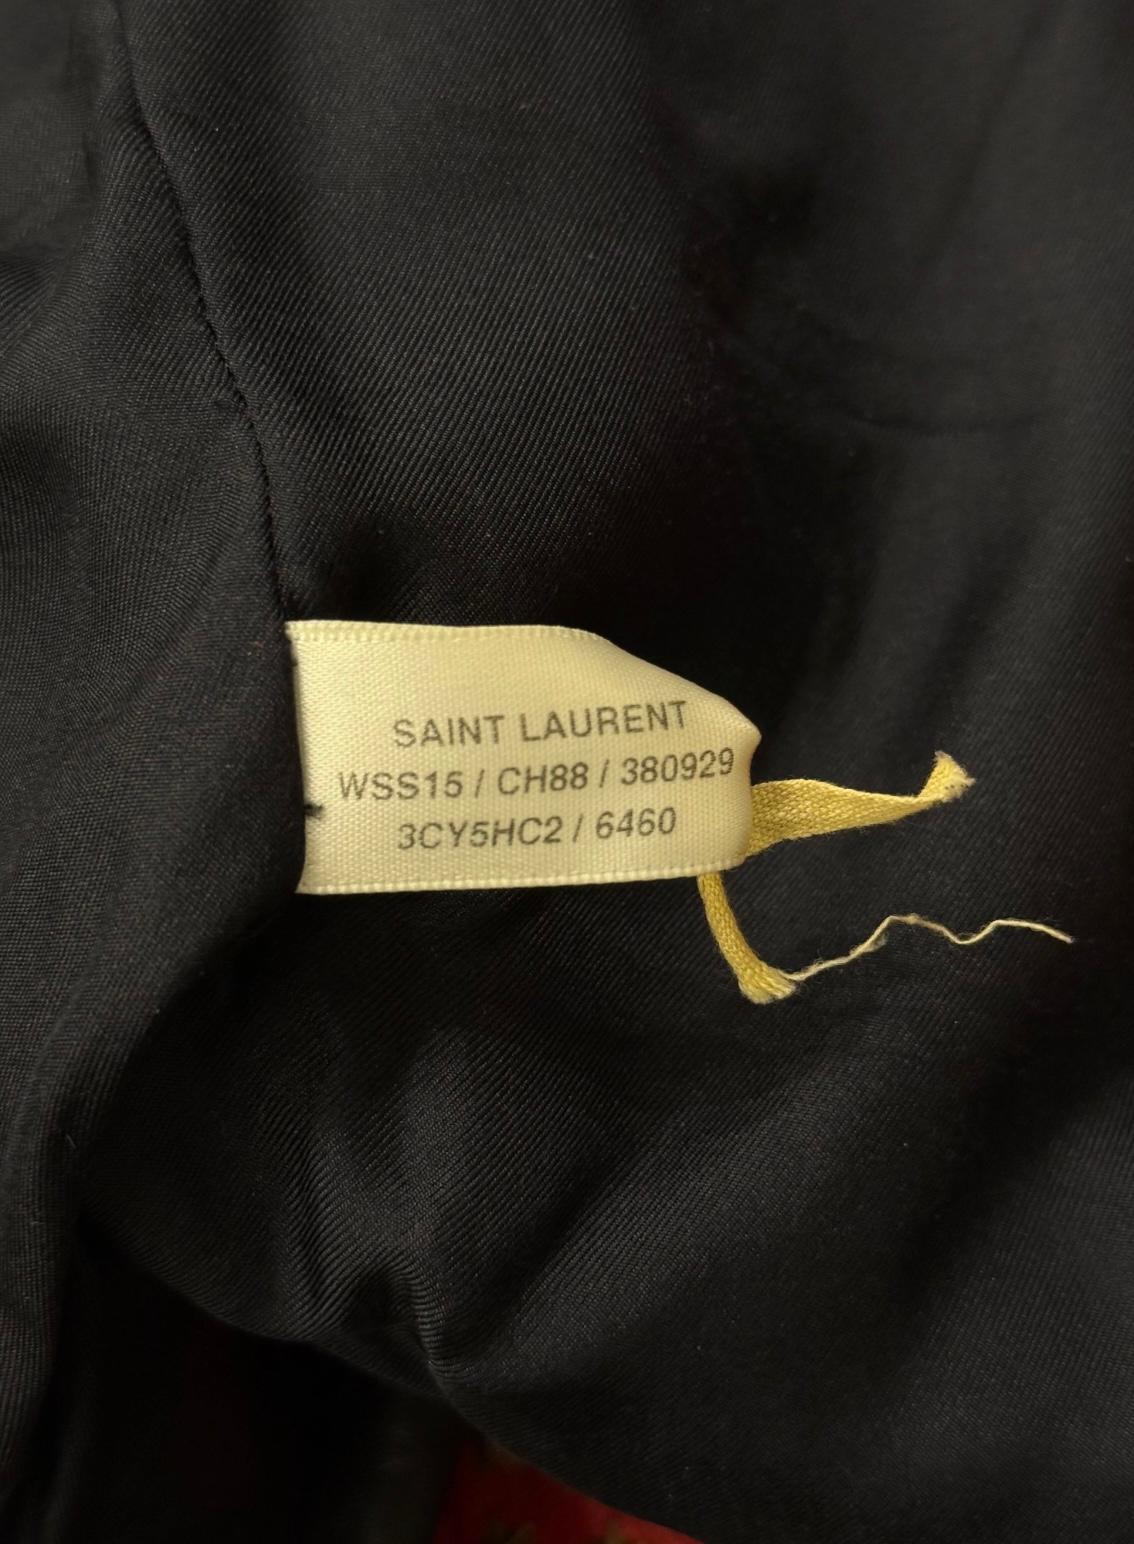 SAINT LAURENT
WSS15 / CH88 / 380929
3CY5HC2 / 6460